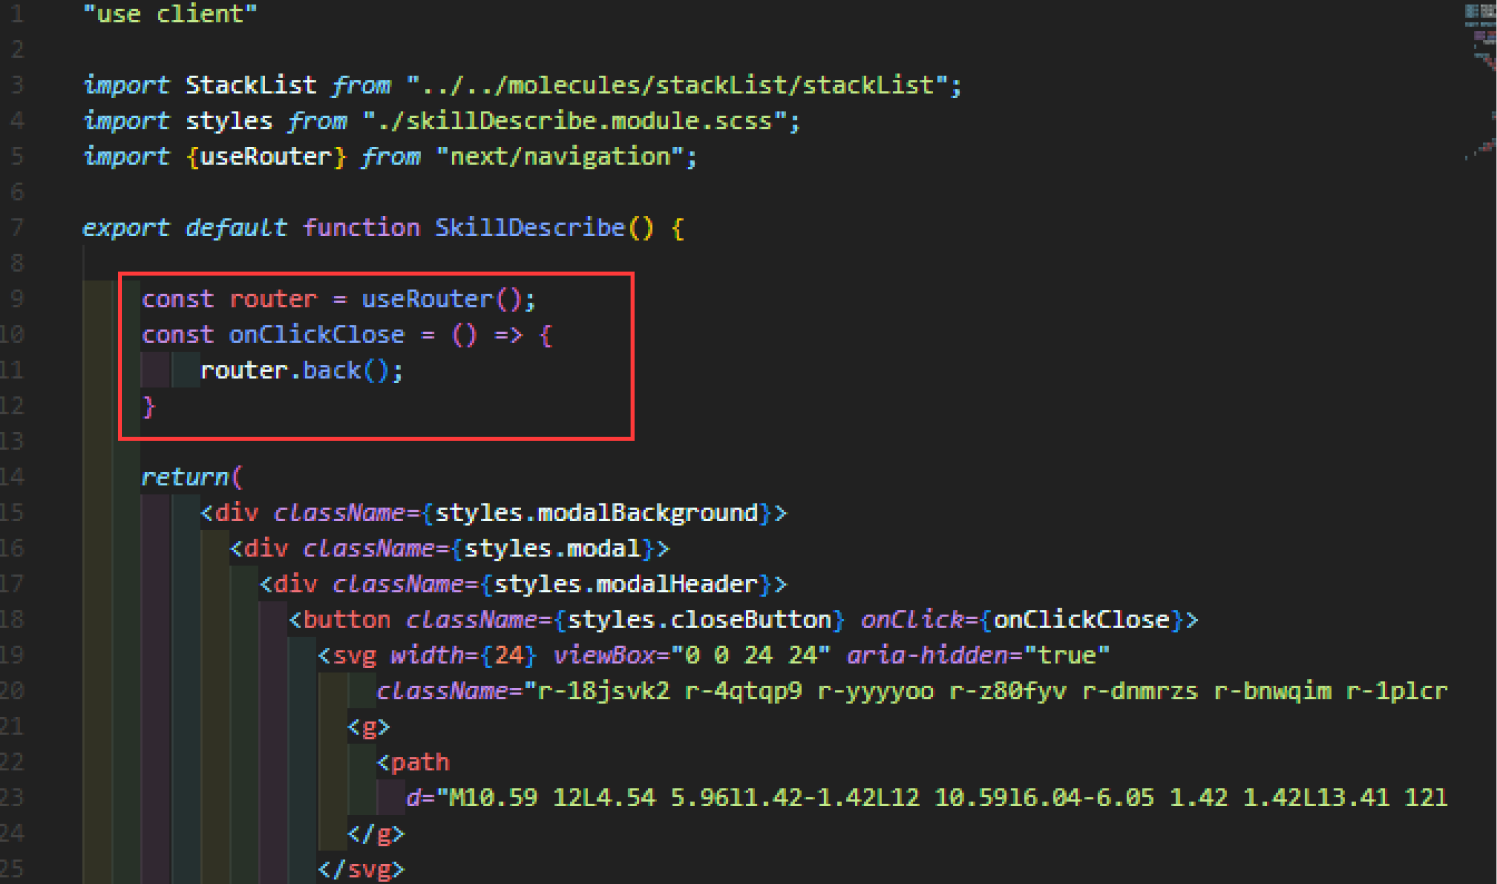 1 "use client"
2
3 import StackList from "../../molecules/stackList/stackList";
4 import styles from "./skillDescribe.module.scss";
5 import {useRouter} from "next/navigation";
6
7 export default function SkillDescribe() {
8
9 const router = useRouter();
10 const onClickClose = () => {
11 router.back();
12 }
13
14 return(
15 <div className={styles.modalBackground}>
16 <div className={styles.modal}>
17 <div className={styles.modalHeader}>
18 <button className={styles.closeButton} onClick={onClickClose}>
19 <svg width={24} viewBox="0 0 24 24" aria-hidden="true"
20 className="r-18jsvk2 r-4qtqp9 r-yyyyoo r-z80fyv r-dnmrzs r-bnwqim r-1plcr
21 <g>
22 <path
23 d="M10.59 12L4.54 5.96l1.42-1.42L12 10.59l6.04-6.05 1.42 1.42L13.41 12l
24 </g>
25 </svg>